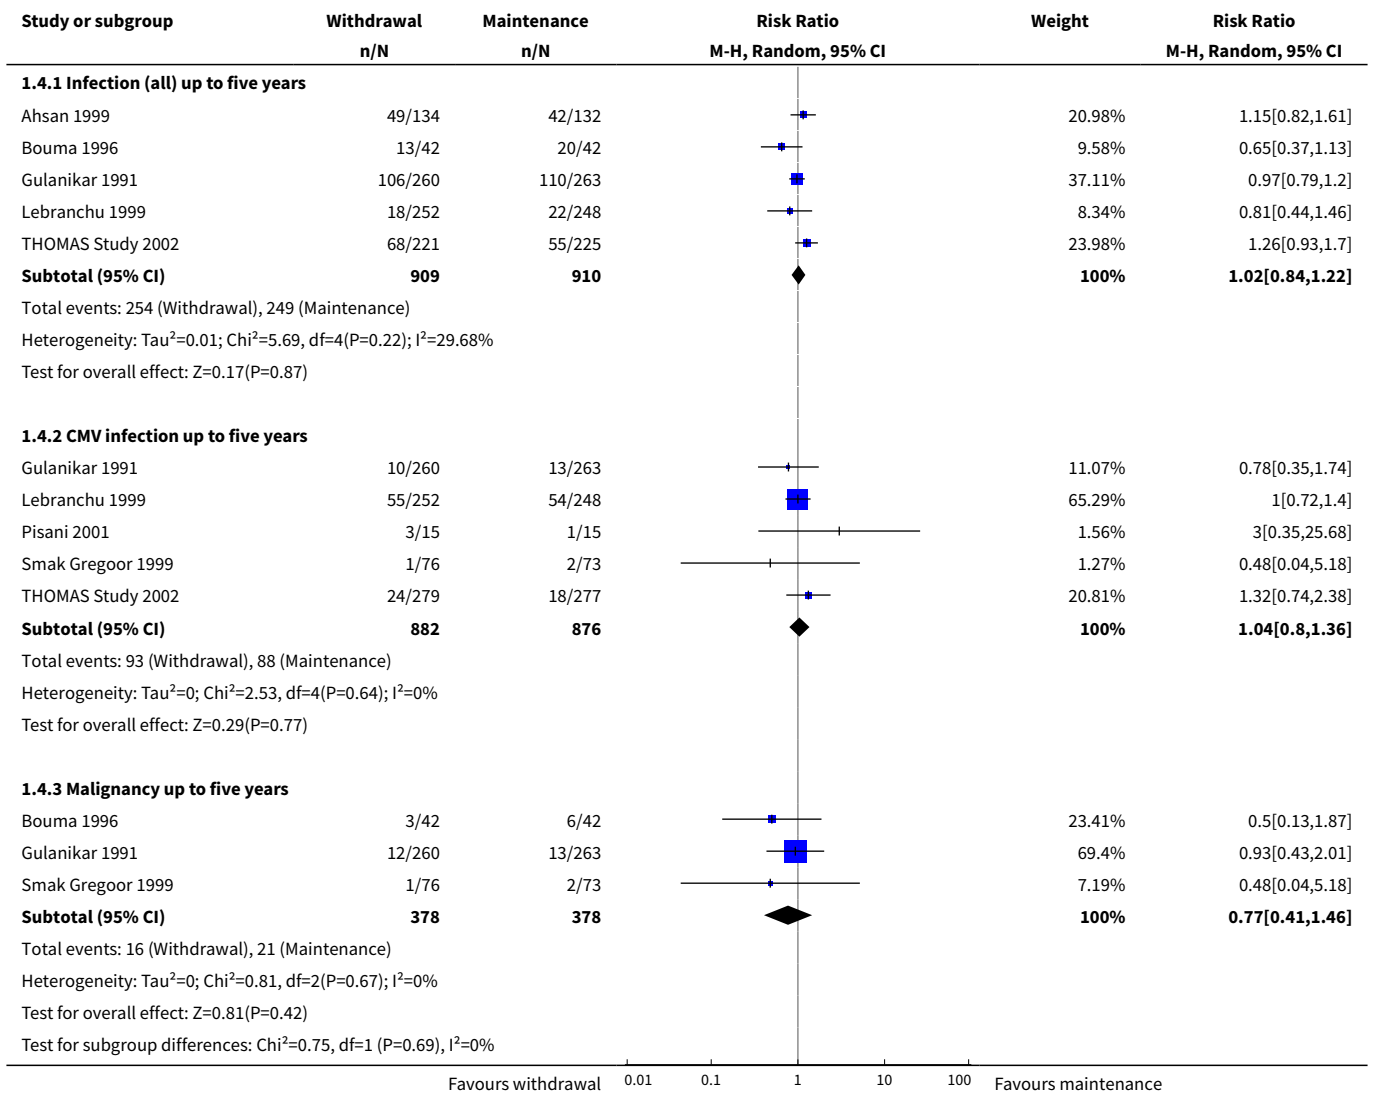 Study or subgroup Withdrawal Maintenance Risk Ratio Weight Risk Ratio
n/N n/N M-H, Random, 95% CI M-H, Random, 95% CI
1.4.1 Infection (all) up to five years
Ahsan 1999 49/134 42/132 20.98% 1.15[0.82,1.61]
Bouma 1996 13/42 20/42 9.58% 0.65[0.37,1.13]
Gulanikar 1991 106/260 110/263 37.11% 0.97[0.79,1.2]
Lebranchu 1999 18/252 22/248 8.34% 0.81[0.44,1.46]
THOMAS Study 2002 68/221 55/225 23.98% 1.26[0.93,1.7]
Subtotal (95% CI) 909 910 100% 1.02[0.84,1.22]
Total events: 254 (Withdrawal), 249 (Maintenance)
Heterogeneity: Tau²=0.01; Chi²=5.69, df=4(P=0.22); I²=29.68%
Test for overall effect: Z=0.17(P=0.87)
1.4.2 CMV infection up to five years
Gulanikar 1991 10/260 13/263 11.07% 0.78[0.35,1.74]
Lebranchu 1999 55/252 54/248 65.29% 1[0.72,1.4]
Pisani 2001 3/15 1/15 1.56% 3[0.35,25.68]
Smak Gregoor 1999 1/76 2/73 1.27% 0.48[0.04,5.18]
THOMAS Study 2002 24/279 18/277 20.81% 1.32[0.74,2.38]
Subtotal (95% CI) 882 876 100% 1.04[0.8,1.36]
Total events: 93 (Withdrawal), 88 (Maintenance)
Heterogeneity: Tau²=0; Chi²=2.53, df=4(P=0.64); I²=0%
Test for overall effect: Z=0.29(P=0.77)
1.4.3 Malignancy up to five years
Bouma 1996 3/42 6/42 23.41% 0.5[0.13,1.87]
Gulanikar 1991 12/260 13/263 69.4% 0.93[0.43,2.01]
Smak Gregoor 1999 1/76 2/73 7.19% 0.48[0.04,5.18]
Subtotal (95% CI) 378 378 100% 0.77[0.41,1.46]
Total events: 16 (Withdrawal), 21 (Maintenance)
Heterogeneity: Tau²=0; Chi²=0.81, df=2(P=0.67); I²=0%
Test for overall effect: Z=0.81(P=0.42)
Test for subgroup differences: Chi²=0.75, df=1 (P=0.69), I²=0%
Favours withdrawal 0.01 0.1 1 10 100 Favours maintenance